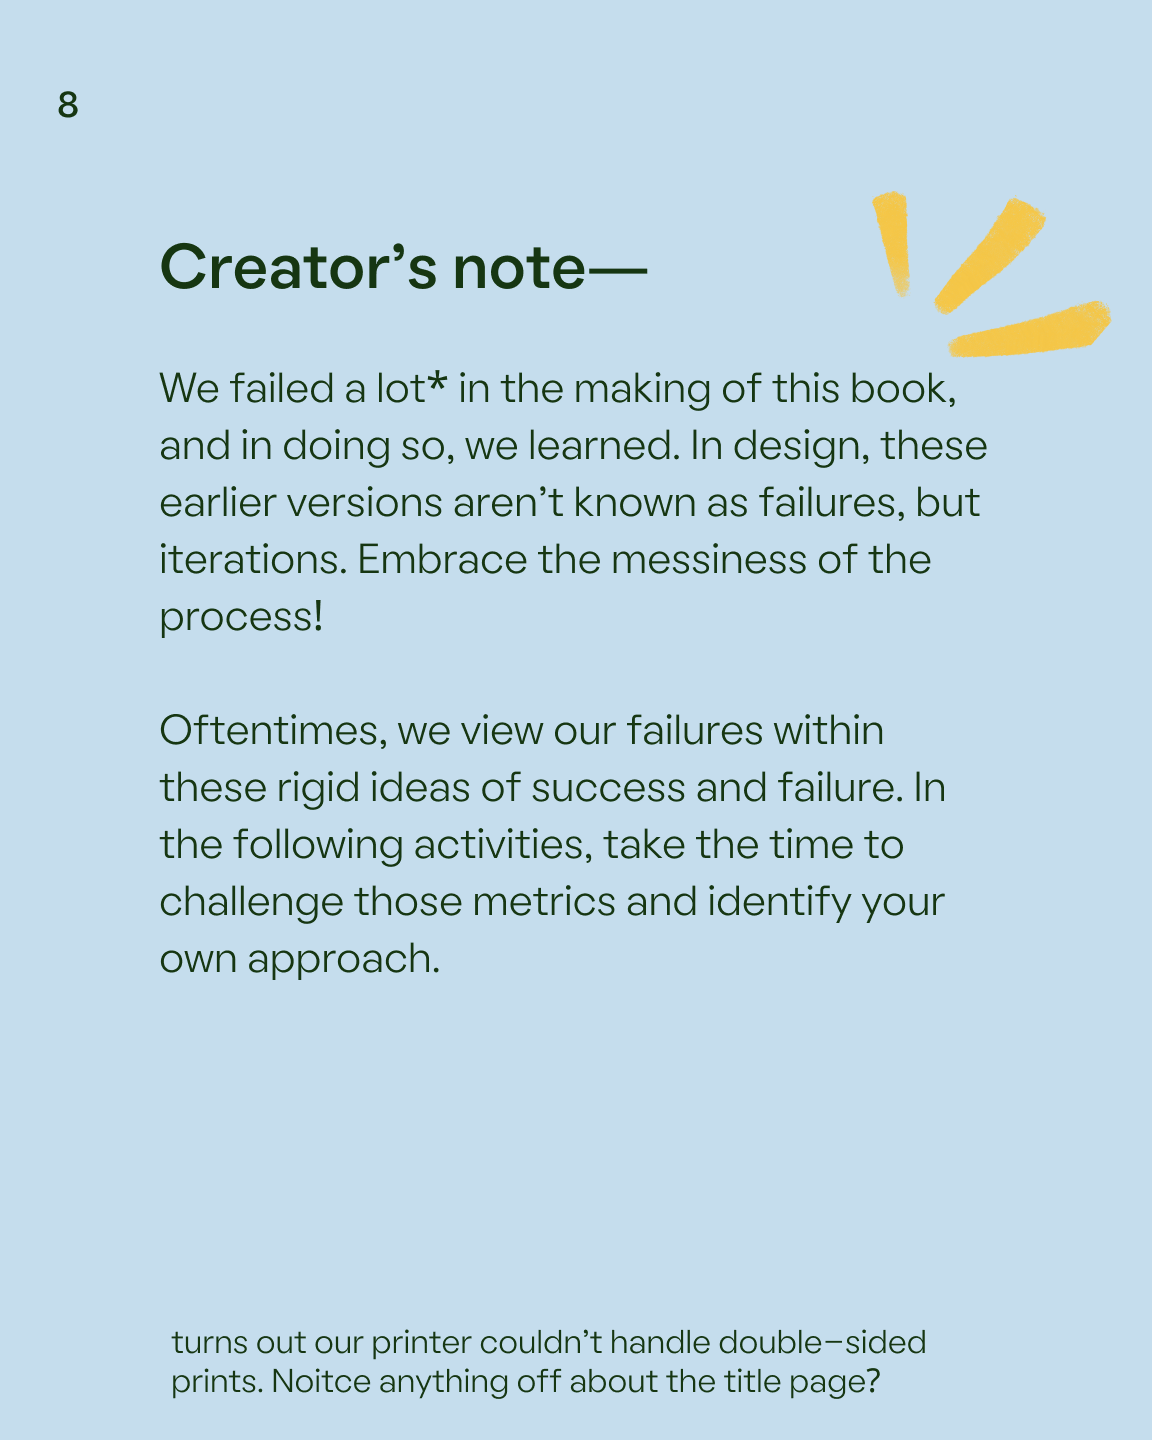 8
Creator’s note—
We failed a lot* in the making of this book,
and in doing so, we learned. In design, these
earlier versions aren’t known as failures, but
iterations. Embrace the messiness of the
process!
Oftentimes, we view our failures within
these rigid ideas of success and failure. In
the following activities, take the time to
challenge those metrics and identify your
own approach.
turns out our printer couldn’t handle double–sided
prints. Noitce anything off about the title page?